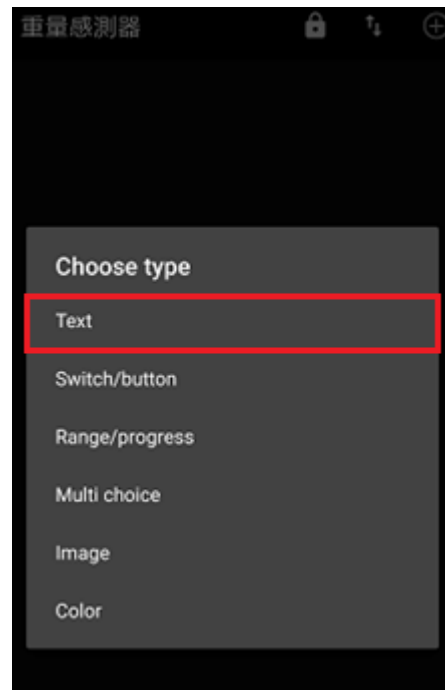 重量感測器
Choose type
Text
Switch/button
Range/progress
Multi choice
Image
Color